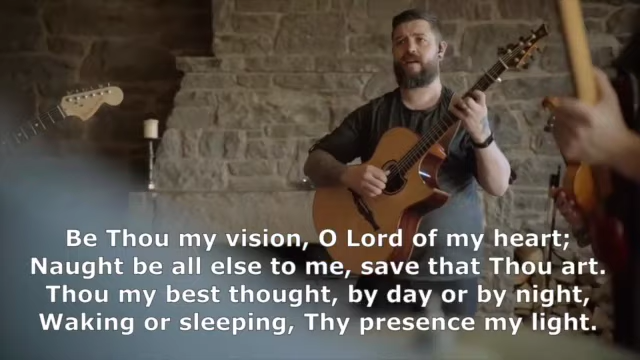 Be Thou my vision, O Lord of my heart;
Naught be all else to me, save that Thou art.
Thou my best thought, by day or by night,
Waking or sleeping, Thy presence my light.